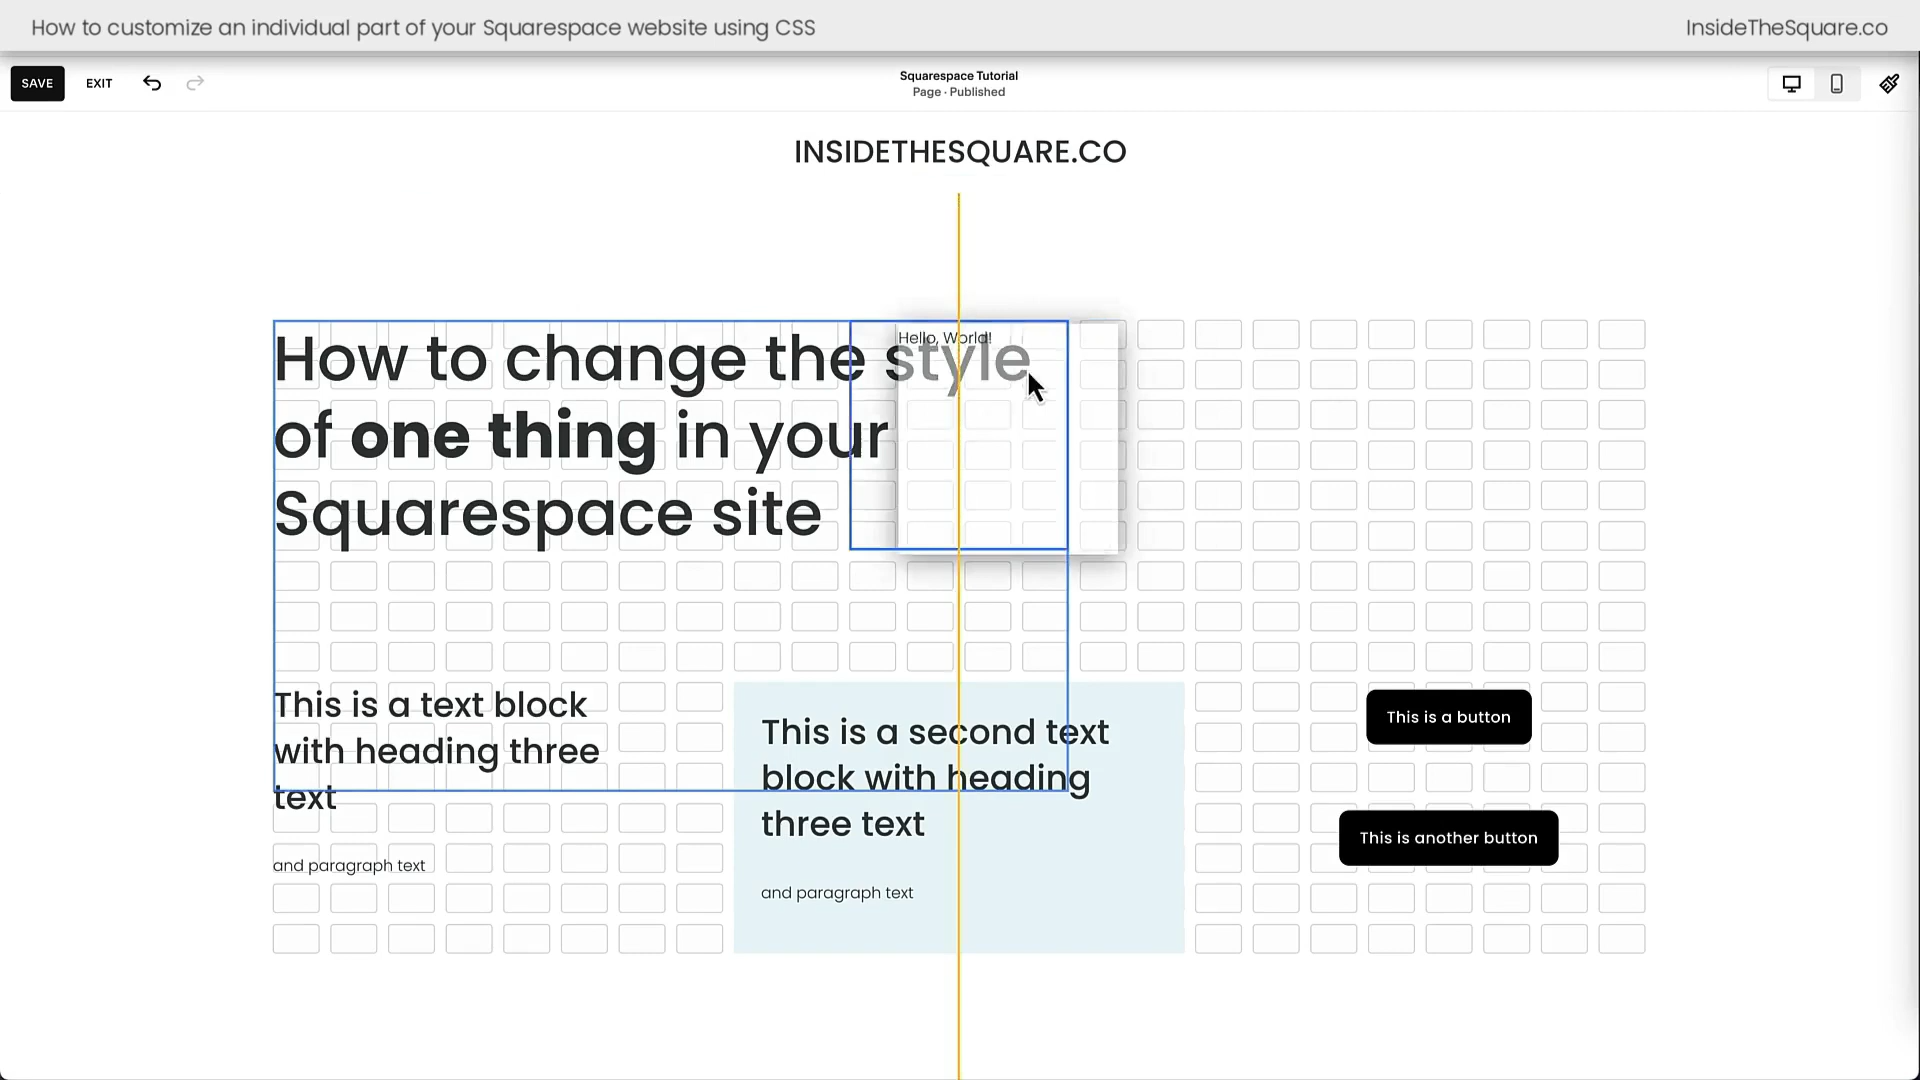 How to customize an individual part of your Squarespace website using CSS
InsideTheSquare.co
SAVE
EXIT
Squarespace Tutorial
Page · Published
INSIDETHESQUARE.CO
Hello, World!
How to change the style
of one thing in your
Squarespace site
This is a text block
with heading three
text
and paragraph text
This is a second text
block with heading
three text
and paragraph text
This is a button
This is another button